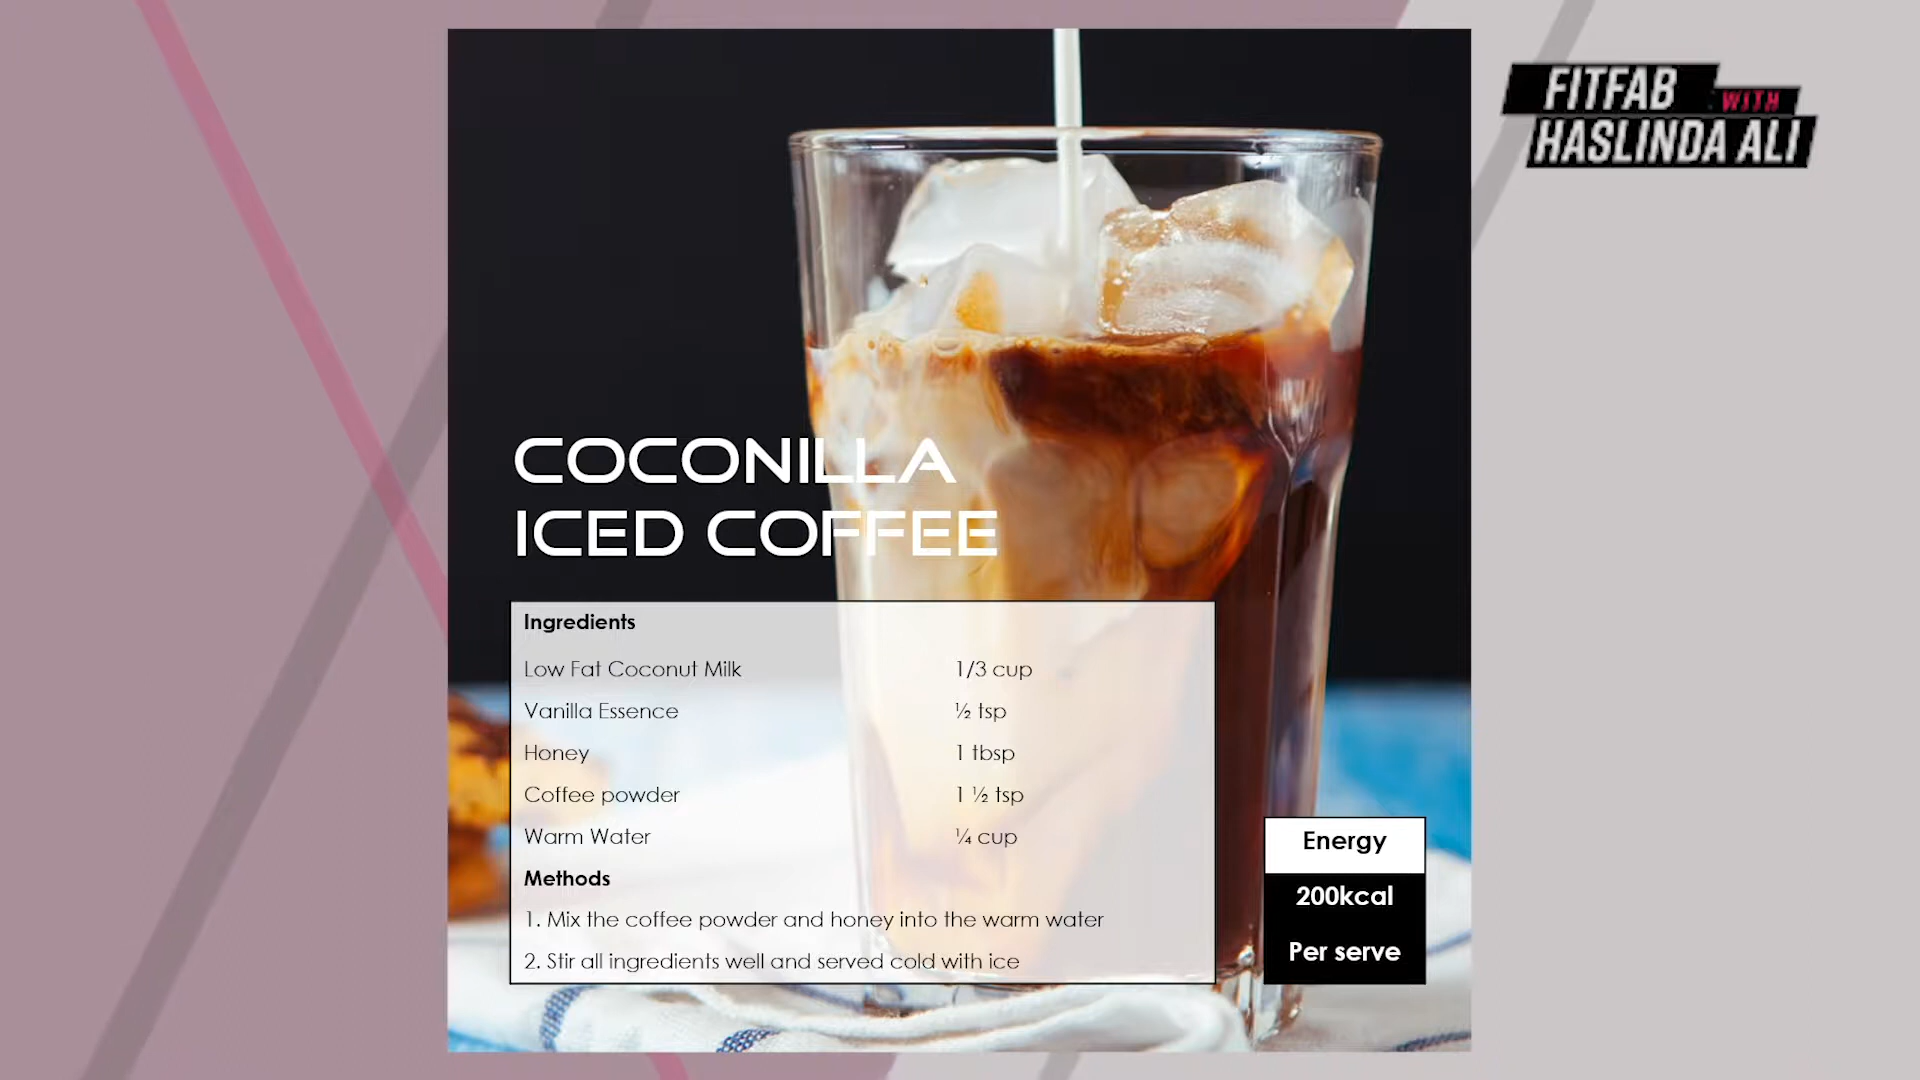 FITFAB WITH
HASLINDA ALI
COCONILLA
ICED COFFEE
Ingredients
Low Fat Coconut Milk 1/3 cup
Vanilla Essence ½ tsp
Honey 1 tbsp
Coffee powder 1 ½ tsp
Warm Water ¼ cup
Methods
1. Mix the coffee powder and honey into the warm water
2. Stir all ingredients well and served cold with ice
Energy
200kcal
Per serve